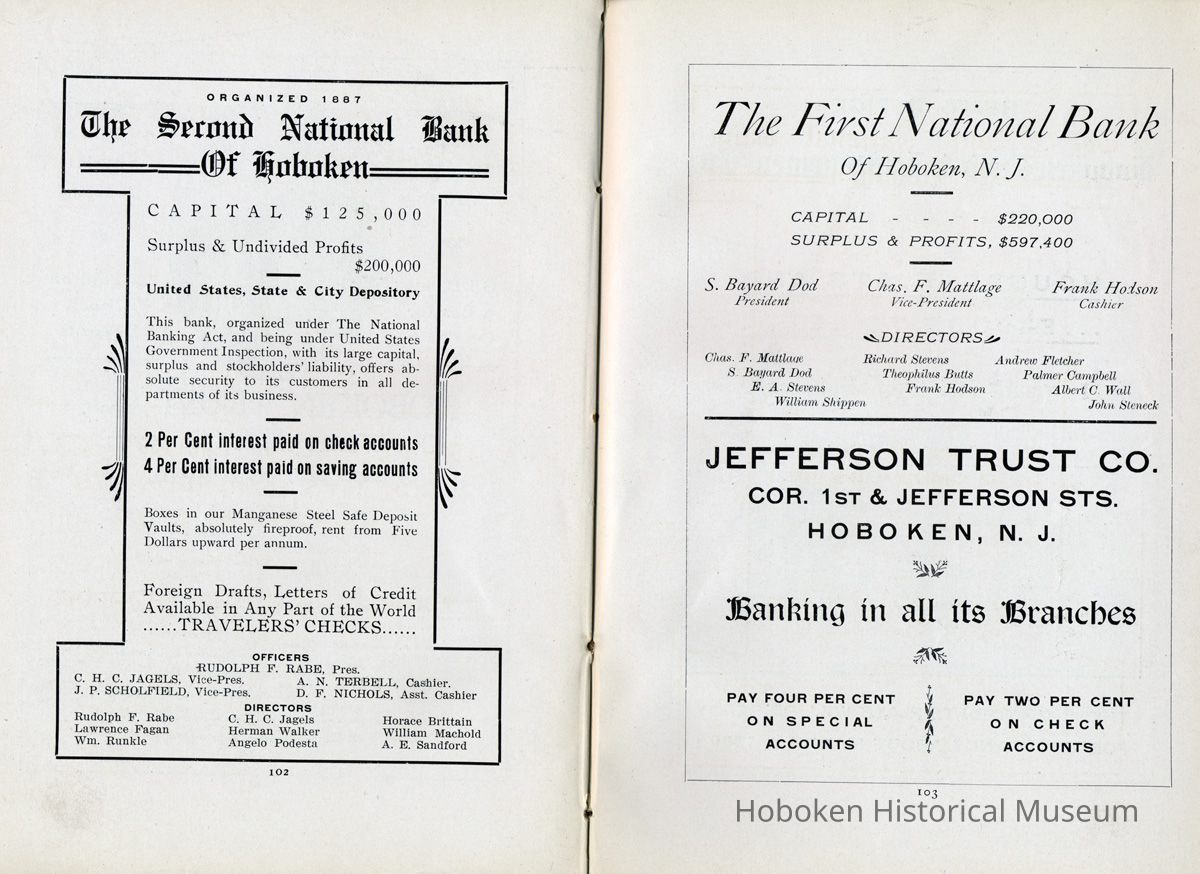 ORGANIZED 1887
The Second National Bank
Of Hoboken
CAPITAL $125,000
Surplus & Undivided Profits
$200,000
United States, State & City Depository
This bank, organized under The National
Banking Act, and being under United States
Government Inspection, with its large capital,
surplus and stockholders' liability, offers ab-
solute security to its customers in all de-
partments of its business.
2 Per Cent interest paid on check accounts
4 Per Cent interest paid on saving accounts
Boxes in our Manganese Steel Safe Deposit
Vaults, absolutely fireproof, rent from Five
Dollars upward per annum.
Foreign Drafts, Letters of Credit
Available in Any Part of the World
......TRAVELERS' CHECKS......
OFFICERS
RUDOLPH F. RABE, Pres.
C. H. C. JAGELS, Vice-Pres. A. N. TERBELL, Cashier.
J. P. SCHOLFIELD, Vice-Pres. D. F. NICHOLS, Asst. Cashier
DIRECTORS
Rudolph F. Rabe C. H. C. Jagels Horace Brittain
Lawrence Fagan Herman Walker William Machold
Wm. Runkle Angelo Podesta A. E. Sandford
102
The First National Bank
Of Hoboken, N. J.
CAPITAL - - - - $220,000
SURPLUS & PROFITS, $597,400
S. Bayard Dod Chas. F. Mattlage Frank Hodson
President Vice-President Cashier
DIRECTORS
Chas. F. Mattlage Richard Stevens Andrew Fletcher
S. Bayard Dod Theophilus Butts Palmer Campbell
E. A. Stevens Frank Hodson Albert C. Wall
William Shippen John Steneck
JEFFERSON TRUST CO.
COR. 1ST & JEFFERSON STS.
HOBOKEN, N. J.
Banking in all its Branches
PAY FOUR PER CENT PAY TWO PER CENT
ON SPECIAL ON CHECK
ACCOUNTS ACCOUNTS
103
Hoboken Historical Museum